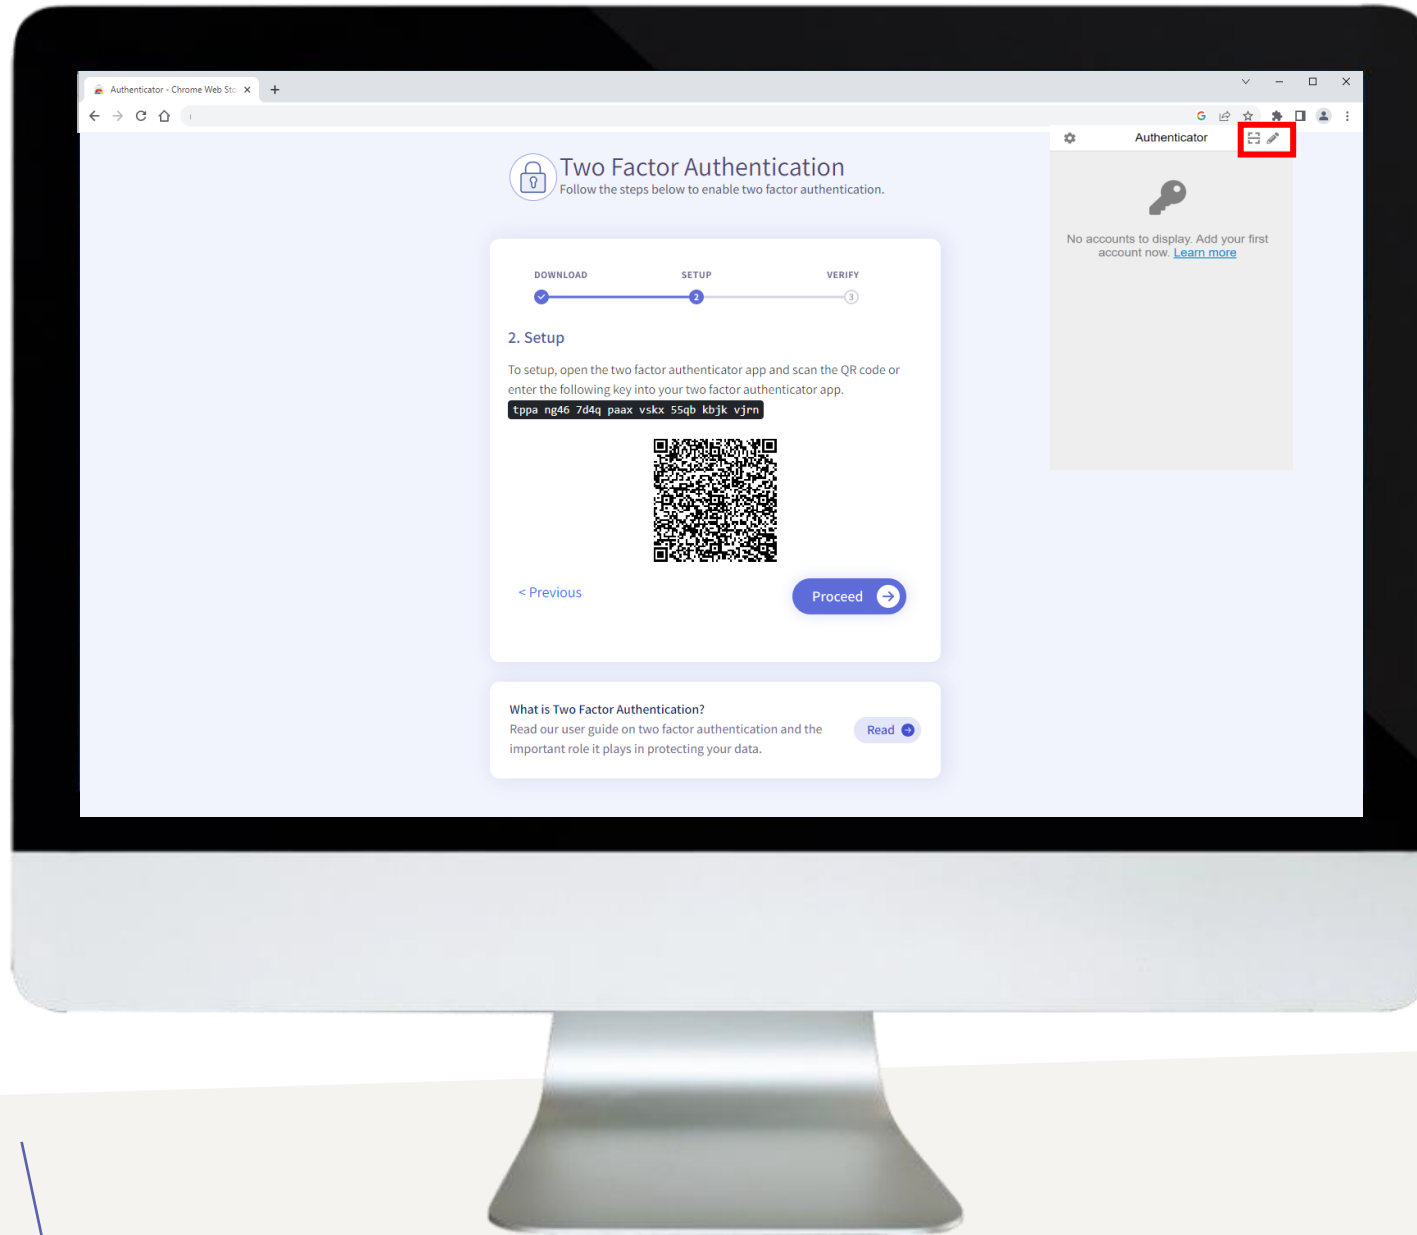 Authenticator - Chrome Web Sto
Authenticator
No accounts to display. Add your first
account now. Learn more
Two Factor Authentication
Follow the steps below to enable two factor authentication.
DOWNLOAD SETUP VERIFY
2 3
2. Setup
To setup, open the two factor authenticator app and scan the QR code or
enter the following key into your two factor authenticator app.
tppa ng46 7d4q paax vskx 55qb kbjk vjrn
< Previous
Proceed
What is Two Factor Authentication?
Read our user guide on two factor authentication and the
important role it plays in protecting your data.
Read